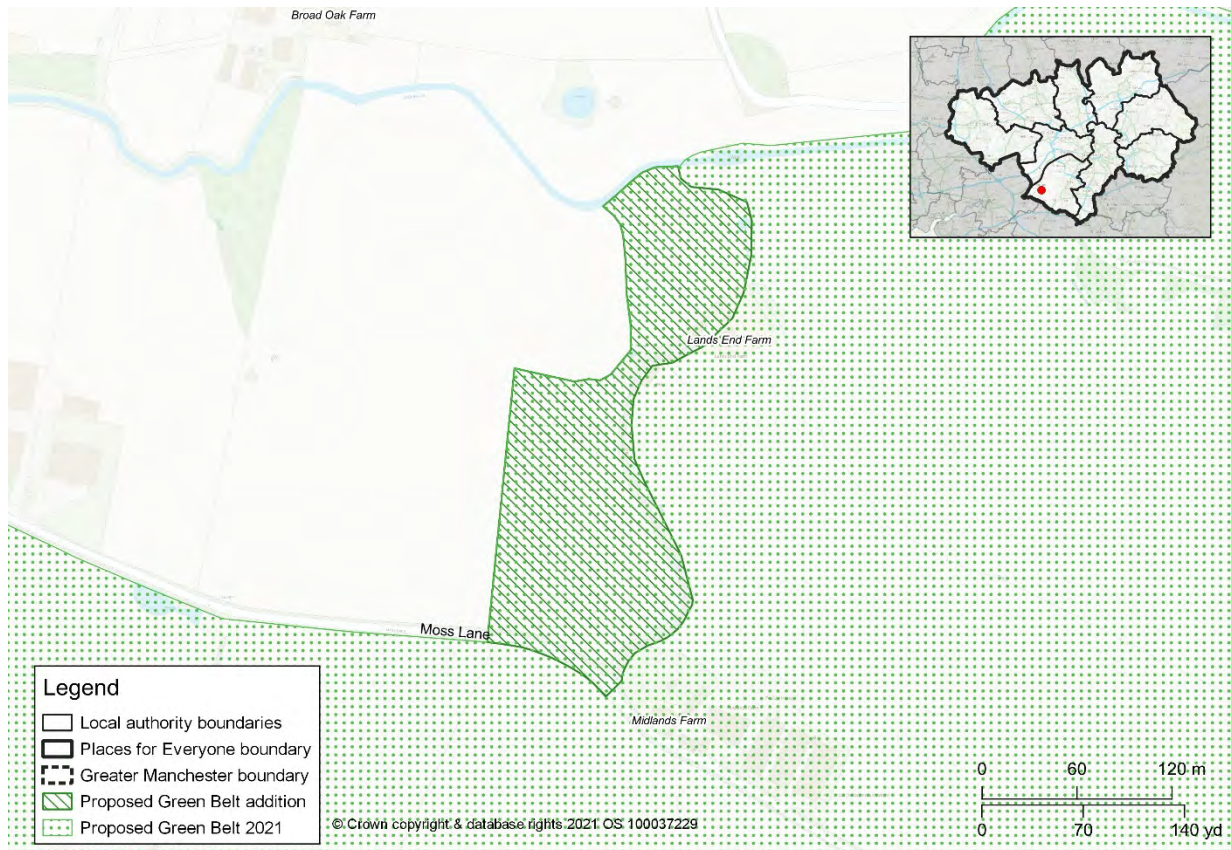 Broad Oak Farm
Lands End Farm
Moss Lane
Midlands Farm
Legend
Local authority boundaries
Places for Everyone boundary
Greater Manchester boundary
Proposed Green Belt addition
Proposed Green Belt 2021
© Crown copyright & database rights 2021 OS 100037229
0 60 120 m
0 70 140 yd